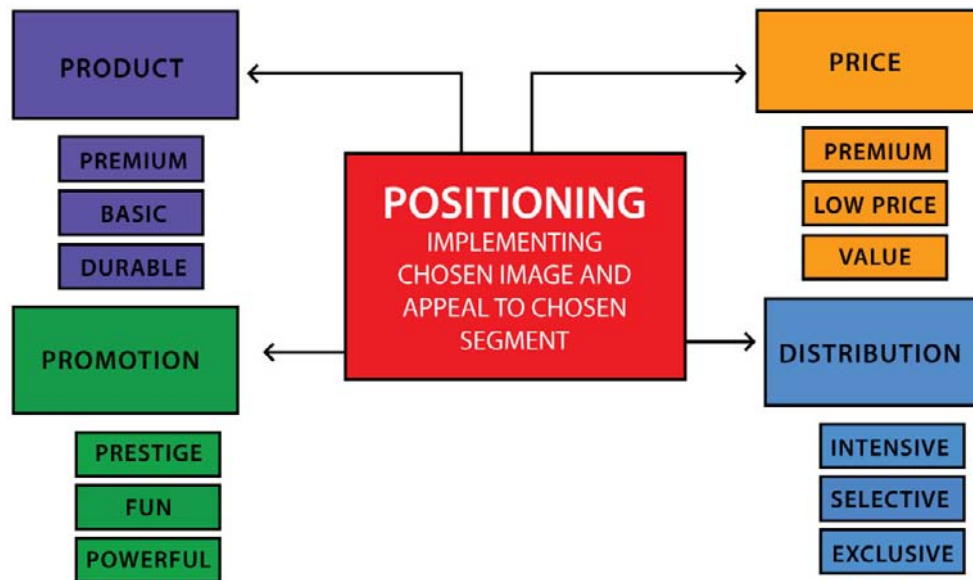 PRODUCT
PREMIUM
BASIC
DURABLE
PRICE
PREMIUM
LOW PRICE
VALUE
POSITIONING
IMPLEMENTING
CHOSEN IMAGE AND
APPEAL TO CHOSEN
SEGMENT
PROMOTION
PRESTIGE
FUN
POWERFUL
DISTRIBUTION
INTENSIVE
SELECTIVE
EXCLUSIVE